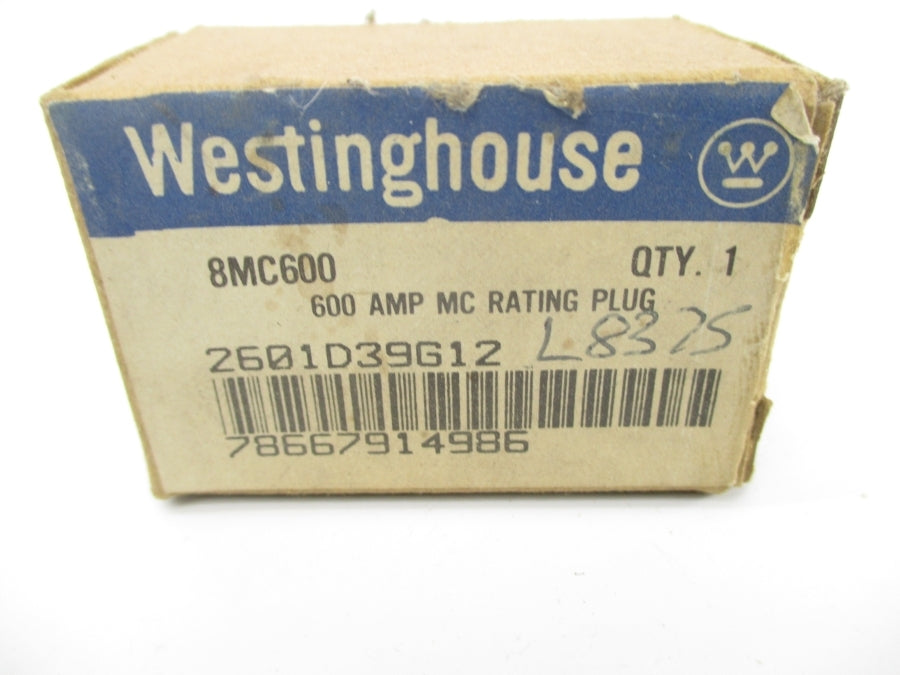 Westinghouse W
8MC600 QTY. 1
600 AMP MC RATING PLUG
2601D39G12 L8375
78667914986